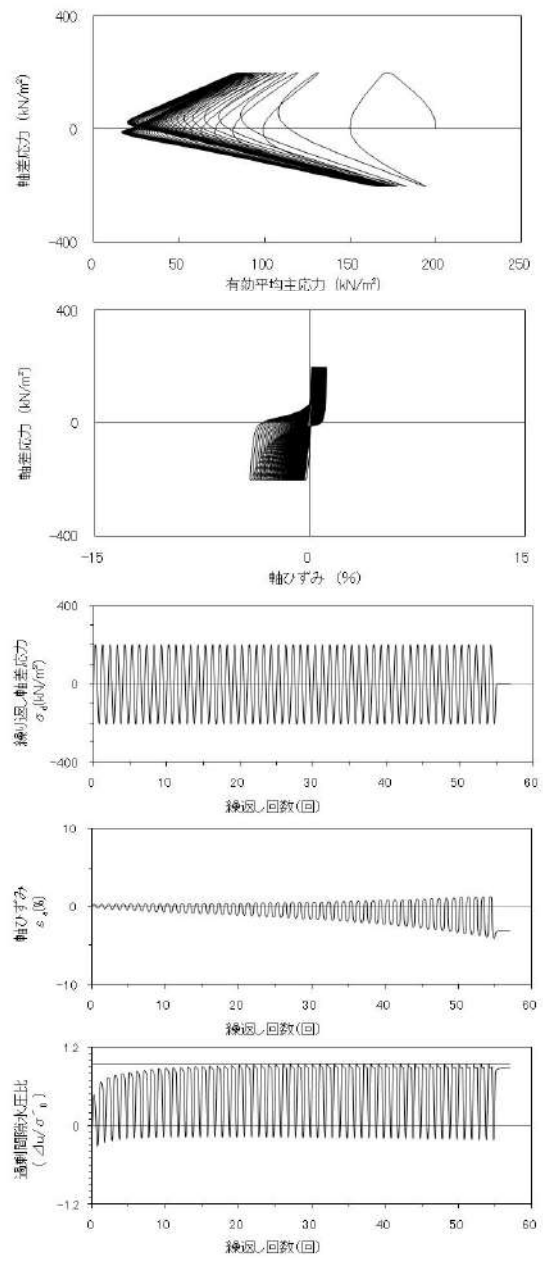 400
0
-400
軸差応力 (kN/m²)
0 50 100 150 200 250
有効平均主応力 (kN/m²)
400
0
-400
軸差応力 (kN/m²)
-15 0 15
軸ひずみ (%)
400
0
-400
繰り返し軸差応力
σd(kN/m²)
0 10 20 30 40 50 60
繰返し回数(回)
10
0
-10
軸ひずみ
εa(%)
0 10 20 30 40 50 60
繰返し回数(回)
1.2
0
-1.2
過剰間隙水圧比
(Δu/σ'0)
0 10 20 30 40 50 60
繰返し回数(回)